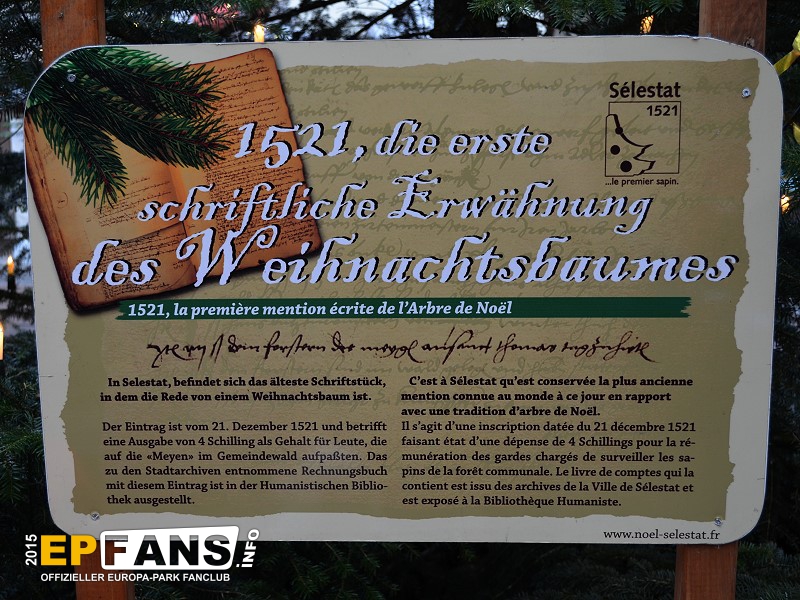 Sélestat
1521
...le premier sapin.
1521, die erste
schriftliche Erwähnung
des Weihnachtsbaumes
1521, la première mention écrite de l'Arbre de Noël
In Selestat, befindet sich das älteste Schriftstück,
in dem die Rede von einem Weihnachtsbaum ist.
Der Eintrag ist vom 21. Dezember 1521 und betrifft
eine Ausgabe von 4 Schilling als Gehalt für Leute, die
auf die «Meyen» im Gemeindewald aufpaßten. Das
zu den Stadtarchiven entnommene Rechnungsbuch
mit diesem Eintrag ist in der Humanistischen Biblio-
thek ausgestellt.
C'est à Sélestat qu'est conservée la plus ancienne
mention connue au monde à ce jour en rapport
avec une tradition d'arbre de Noël.
Il s'agit d'une inscription datée du 21 décembre 1521
faisant état d'une dépense de 4 Schillings pour la ré-
munération des gardes chargés de surveiller les sa-
pins de la forêt communale. Le livre de comptes qui la
contient est issu des archives de la Ville de Sélestat et
est exposé à la Bibliothèque Humaniste.
www.noel-selestat.fr
2015 EPFANS.INFO
OFFIZIELLER EUROPA-PARK FANCLUB